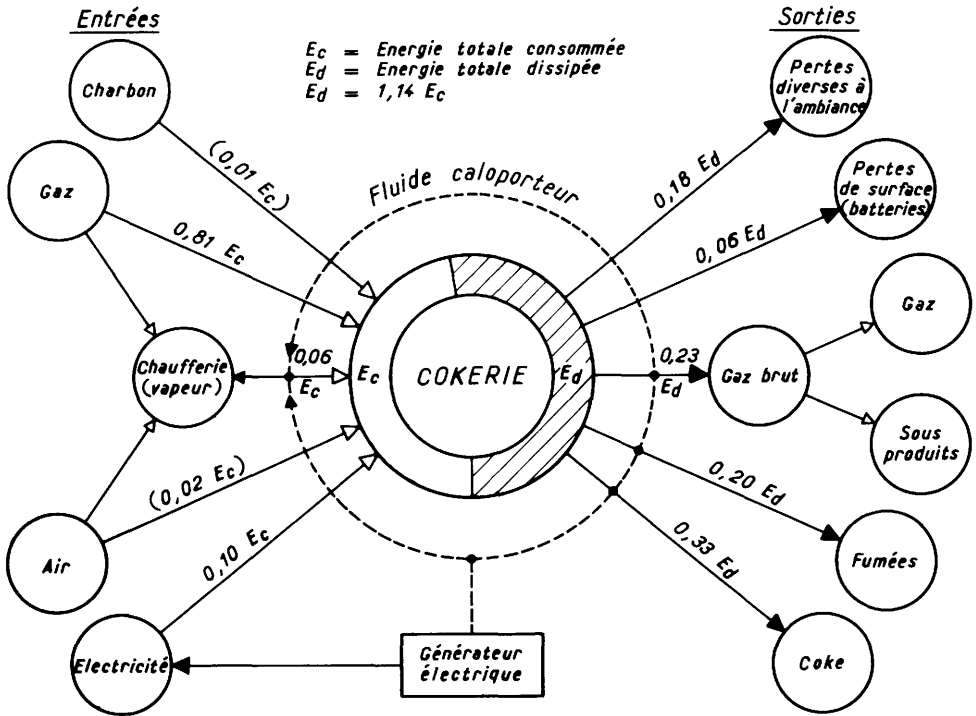 Entrées
Sorties
Ec = Energie totale consommée
Ed = Energie totale dissipée
Ed = 1,14 Ec
Charbon
Gaz
Chaufferie
(vapeur)
Air
Electricité
(0,01 Ec)
0,81 Ec
0,06
Ec
(0,02 Ec)
0,10 Ec
Fluide caloporteur
Ec
COKERIE
Ed
Générateur
électrique
0,18 Ed
0,06 Ed
0,23
Ed
0,20 Ed
0,33 Ed
Pertes
diverses à
l'ambiance
Pertes
de surface
(batteries)
Gaz brut
Gaz
Sous
produits
Fumées
Coke